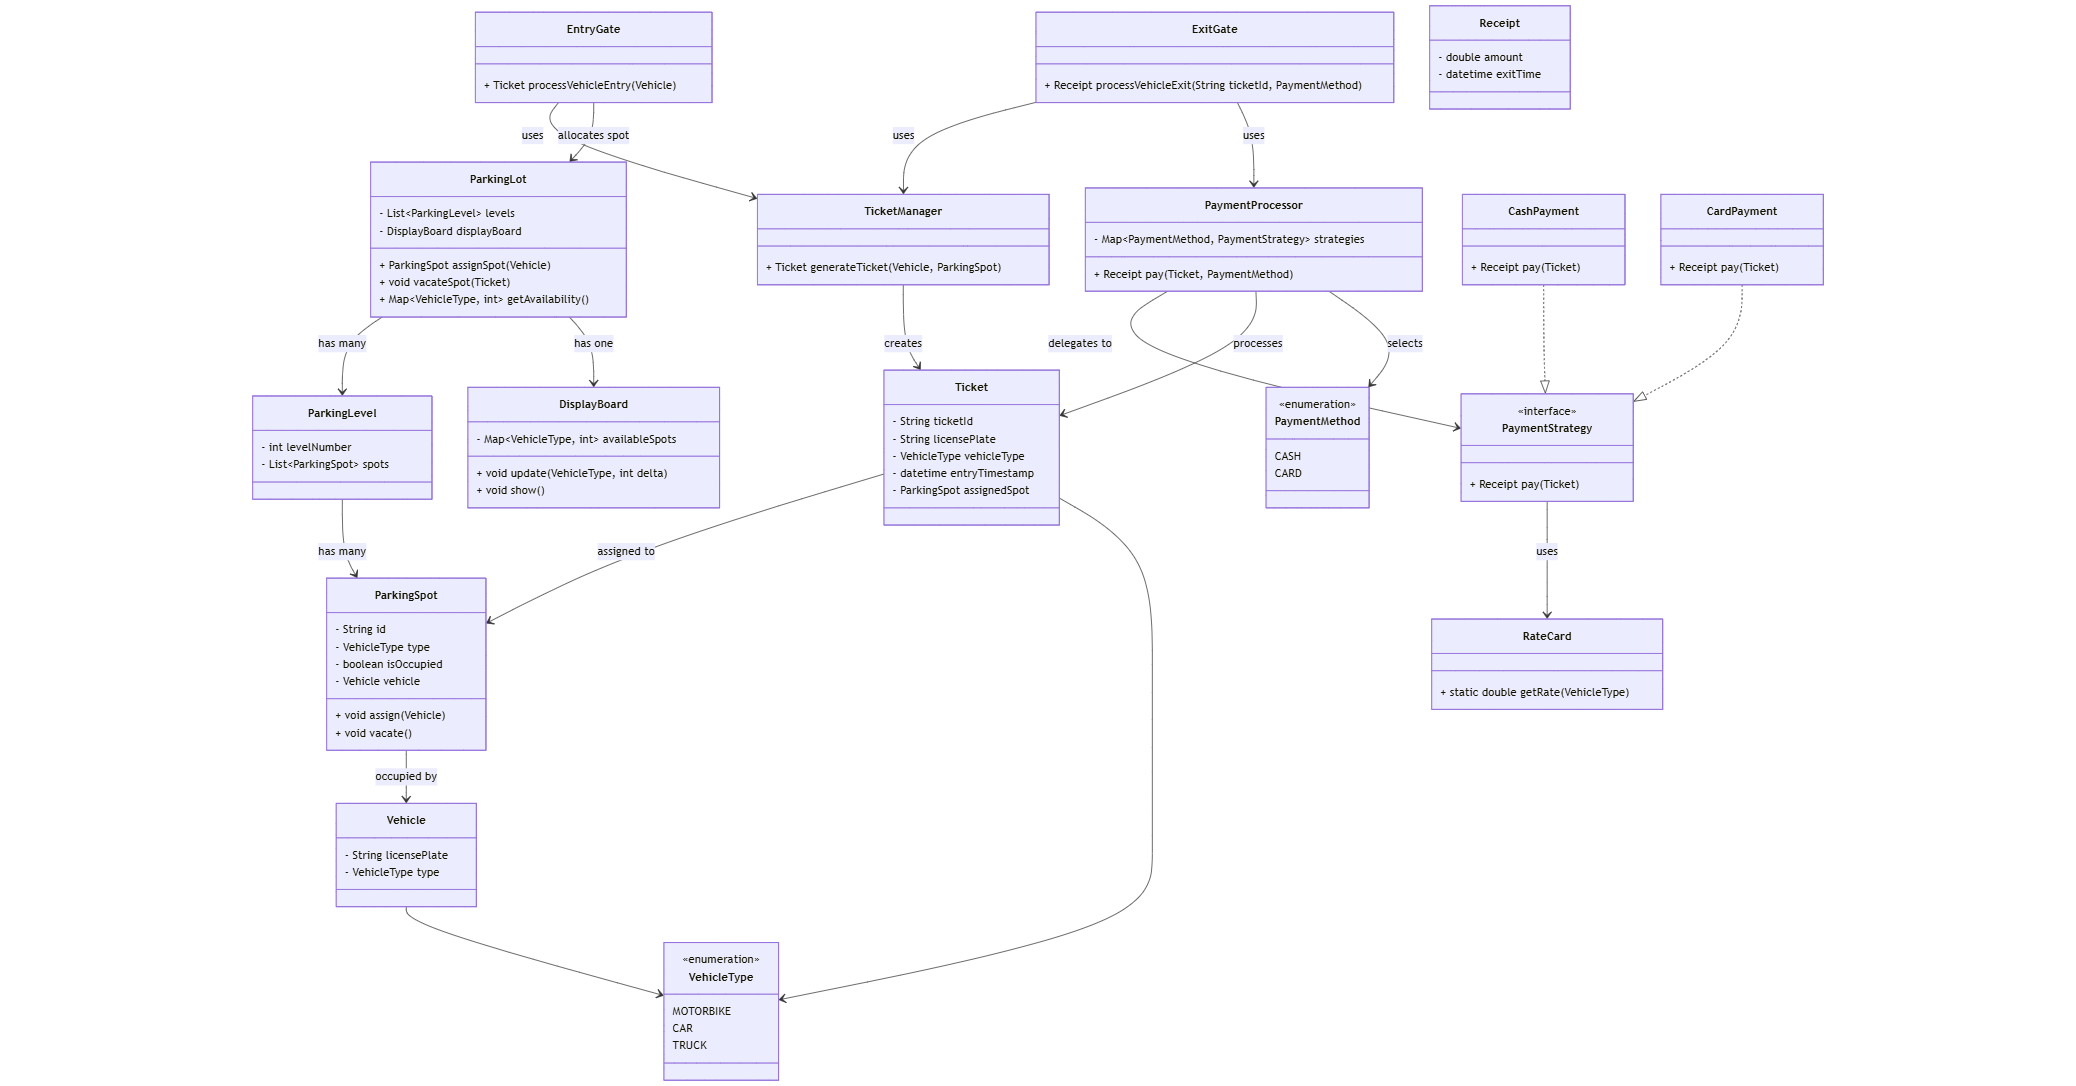 EntryGate
+ Ticket processVehicleEntry(Vehicle)
ExitGate
+ Receipt processVehicleExit(String ticketId, PaymentMethod)
Receipt
- double amount
- datetime exitTime
uses
allocates spot
uses
uses
ParkingLot
- List<ParkingLevel> levels
- DisplayBoard displayBoard
+ ParkingSpot assignSpot(Vehicle)
+ void vacateSpot(Ticket)
+ Map<VehicleType, int> getAvailability()
TicketManager
+ Ticket generateTicket(Vehicle, ParkingSpot)
PaymentProcessor
- Map<PaymentMethod, PaymentStrategy> strategies
+ Receipt pay(Ticket, PaymentMethod)
CashPayment
+ Receipt pay(Ticket)
CardPayment
+ Receipt pay(Ticket)
has many
has one
creates
delegates to
processes
selects
ParkingLevel
- int levelNumber
- List<ParkingSpot> spots
DisplayBoard
- Map<VehicleType, int> availableSpots
+ void update(VehicleType, int delta)
+ void show()
Ticket
- String ticketId
- String licensePlate
- VehicleType vehicleType
- datetime entryTimestamp
- ParkingSpot assignedSpot
«enumeration»
PaymentMethod
CASH
CARD
«interface»
PaymentStrategy
+ Receipt pay(Ticket)
has many
assigned to
uses
ParkingSpot
- String id
- VehicleType type
- boolean isOccupied
- Vehicle vehicle
+ void assign(Vehicle)
+ void vacate()
RateCard
+ static double getRate(VehicleType)
occupied by
Vehicle
- String licensePlate
- VehicleType type
«enumeration»
VehicleType
MOTORBIKE
CAR
TRUCK